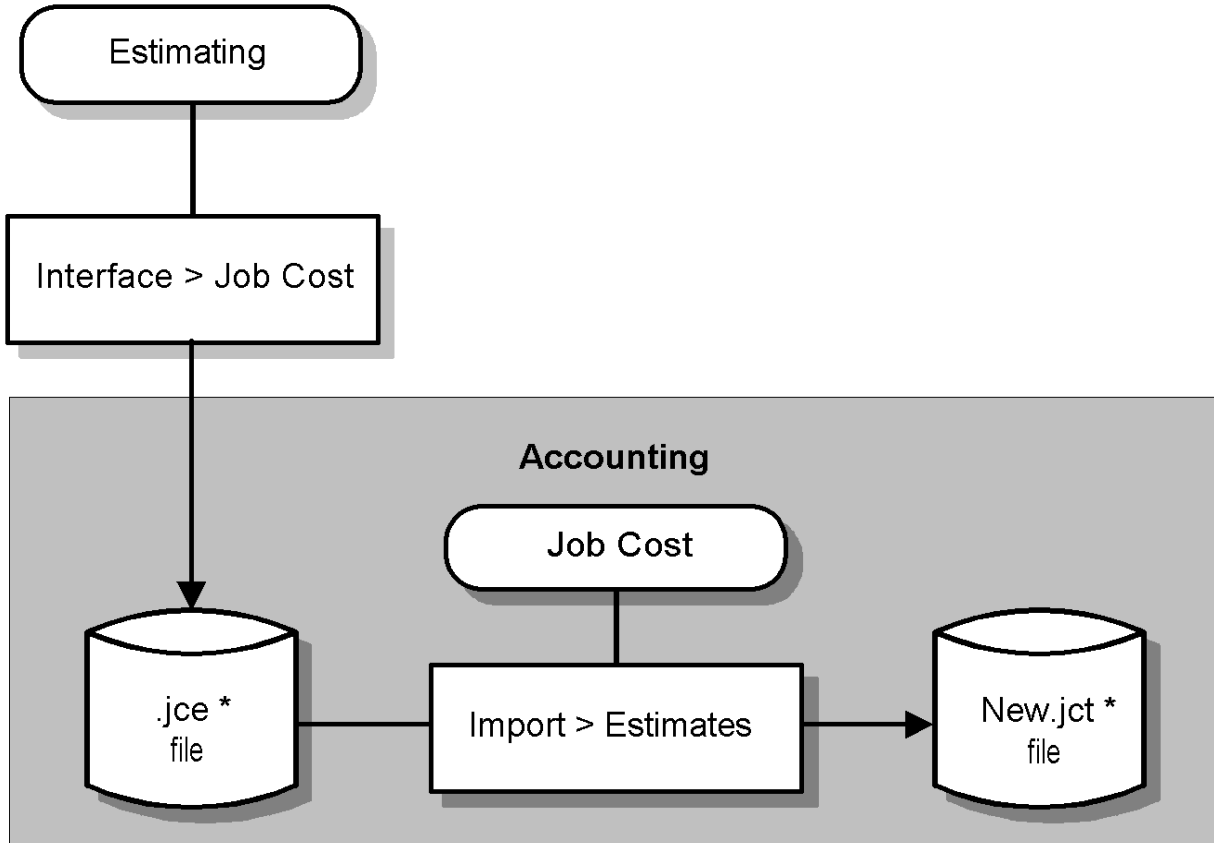 Estimating
Interface > Job Cost
Accounting
Job Cost
.jce *
file
Import > Estimates
New.jct *
file